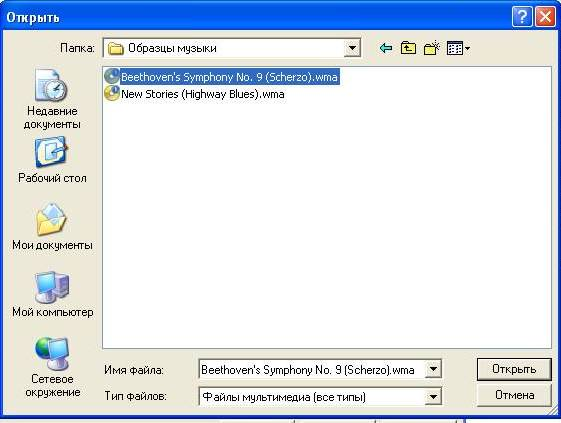 Открыть
Папка: Образцы музыки
Beethoven's Symphony No. 9 (Scherzo).wma
New Stories (Highway Blues).wma
Недавние
документы
Рабочий стол
Мои документы
Мой компьютер
Сетевое
окружение
Имя файла: Beethoven's Symphony No. 9 (Scherzo).wma Открыть
Тип файлов: Файлы мультимедиа (все типы) Отмена